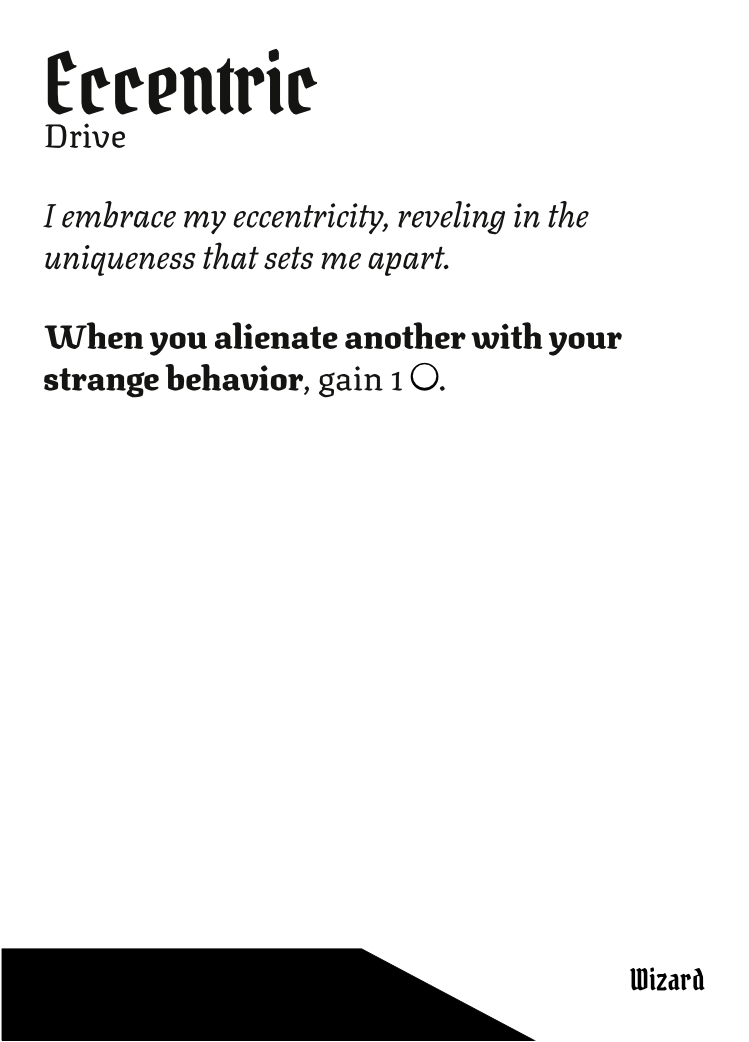 Eccentric
Drive
I embrace my eccentricity, reveling in the
uniqueness that sets me apart.
When you alienate another with your
strange behavior, gain 1 ○.
Wizard